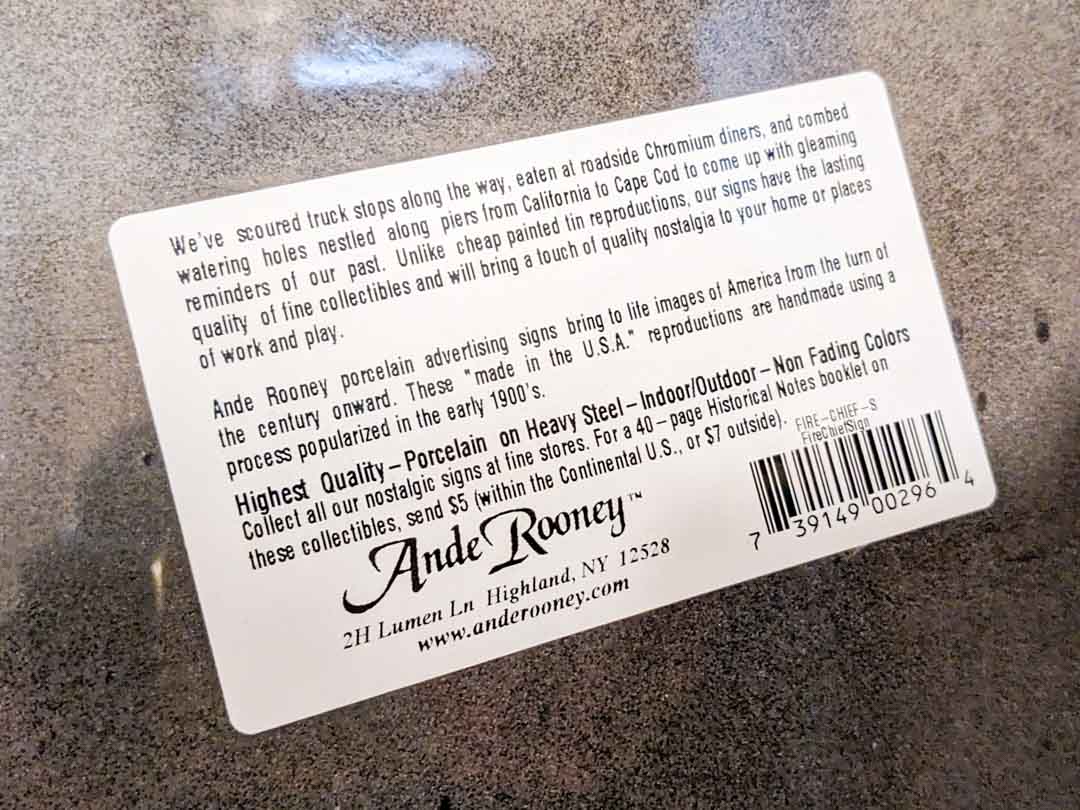 We've scoured truck stops along the way, eaten at roadside Chromium diners, and combed
watering holes nestled along piers from California to Cape Cod to come up with gleaming
reminders of our past. Unlike cheap painted tin reproductions, our signs have the lasting
quality of fine collectibles and will bring a touch of quality nostalgia to your home or places
of work and play.
Ande Rooney porcelain advertising signs bring to life images of America from the turn of
the century onward. These "made in the U.S.A." reproductions are handmade using a
process popularized in the early 1900's.
Highest Quality – Porcelain on Heavy Steel – Indoor/Outdoor – Non Fading Colors
Collect all our nostalgic signs at fine stores. For a 40-page Historical Notes booklet on
these collectibles, send $5 (within the Continental U.S., or $7 outside).
FIRE-CHIEF-S
FireChiefSign
7 39149 00296 4
Ande Rooney™
2H Lumen Ln Highland, NY 12528
www.anderooney.com